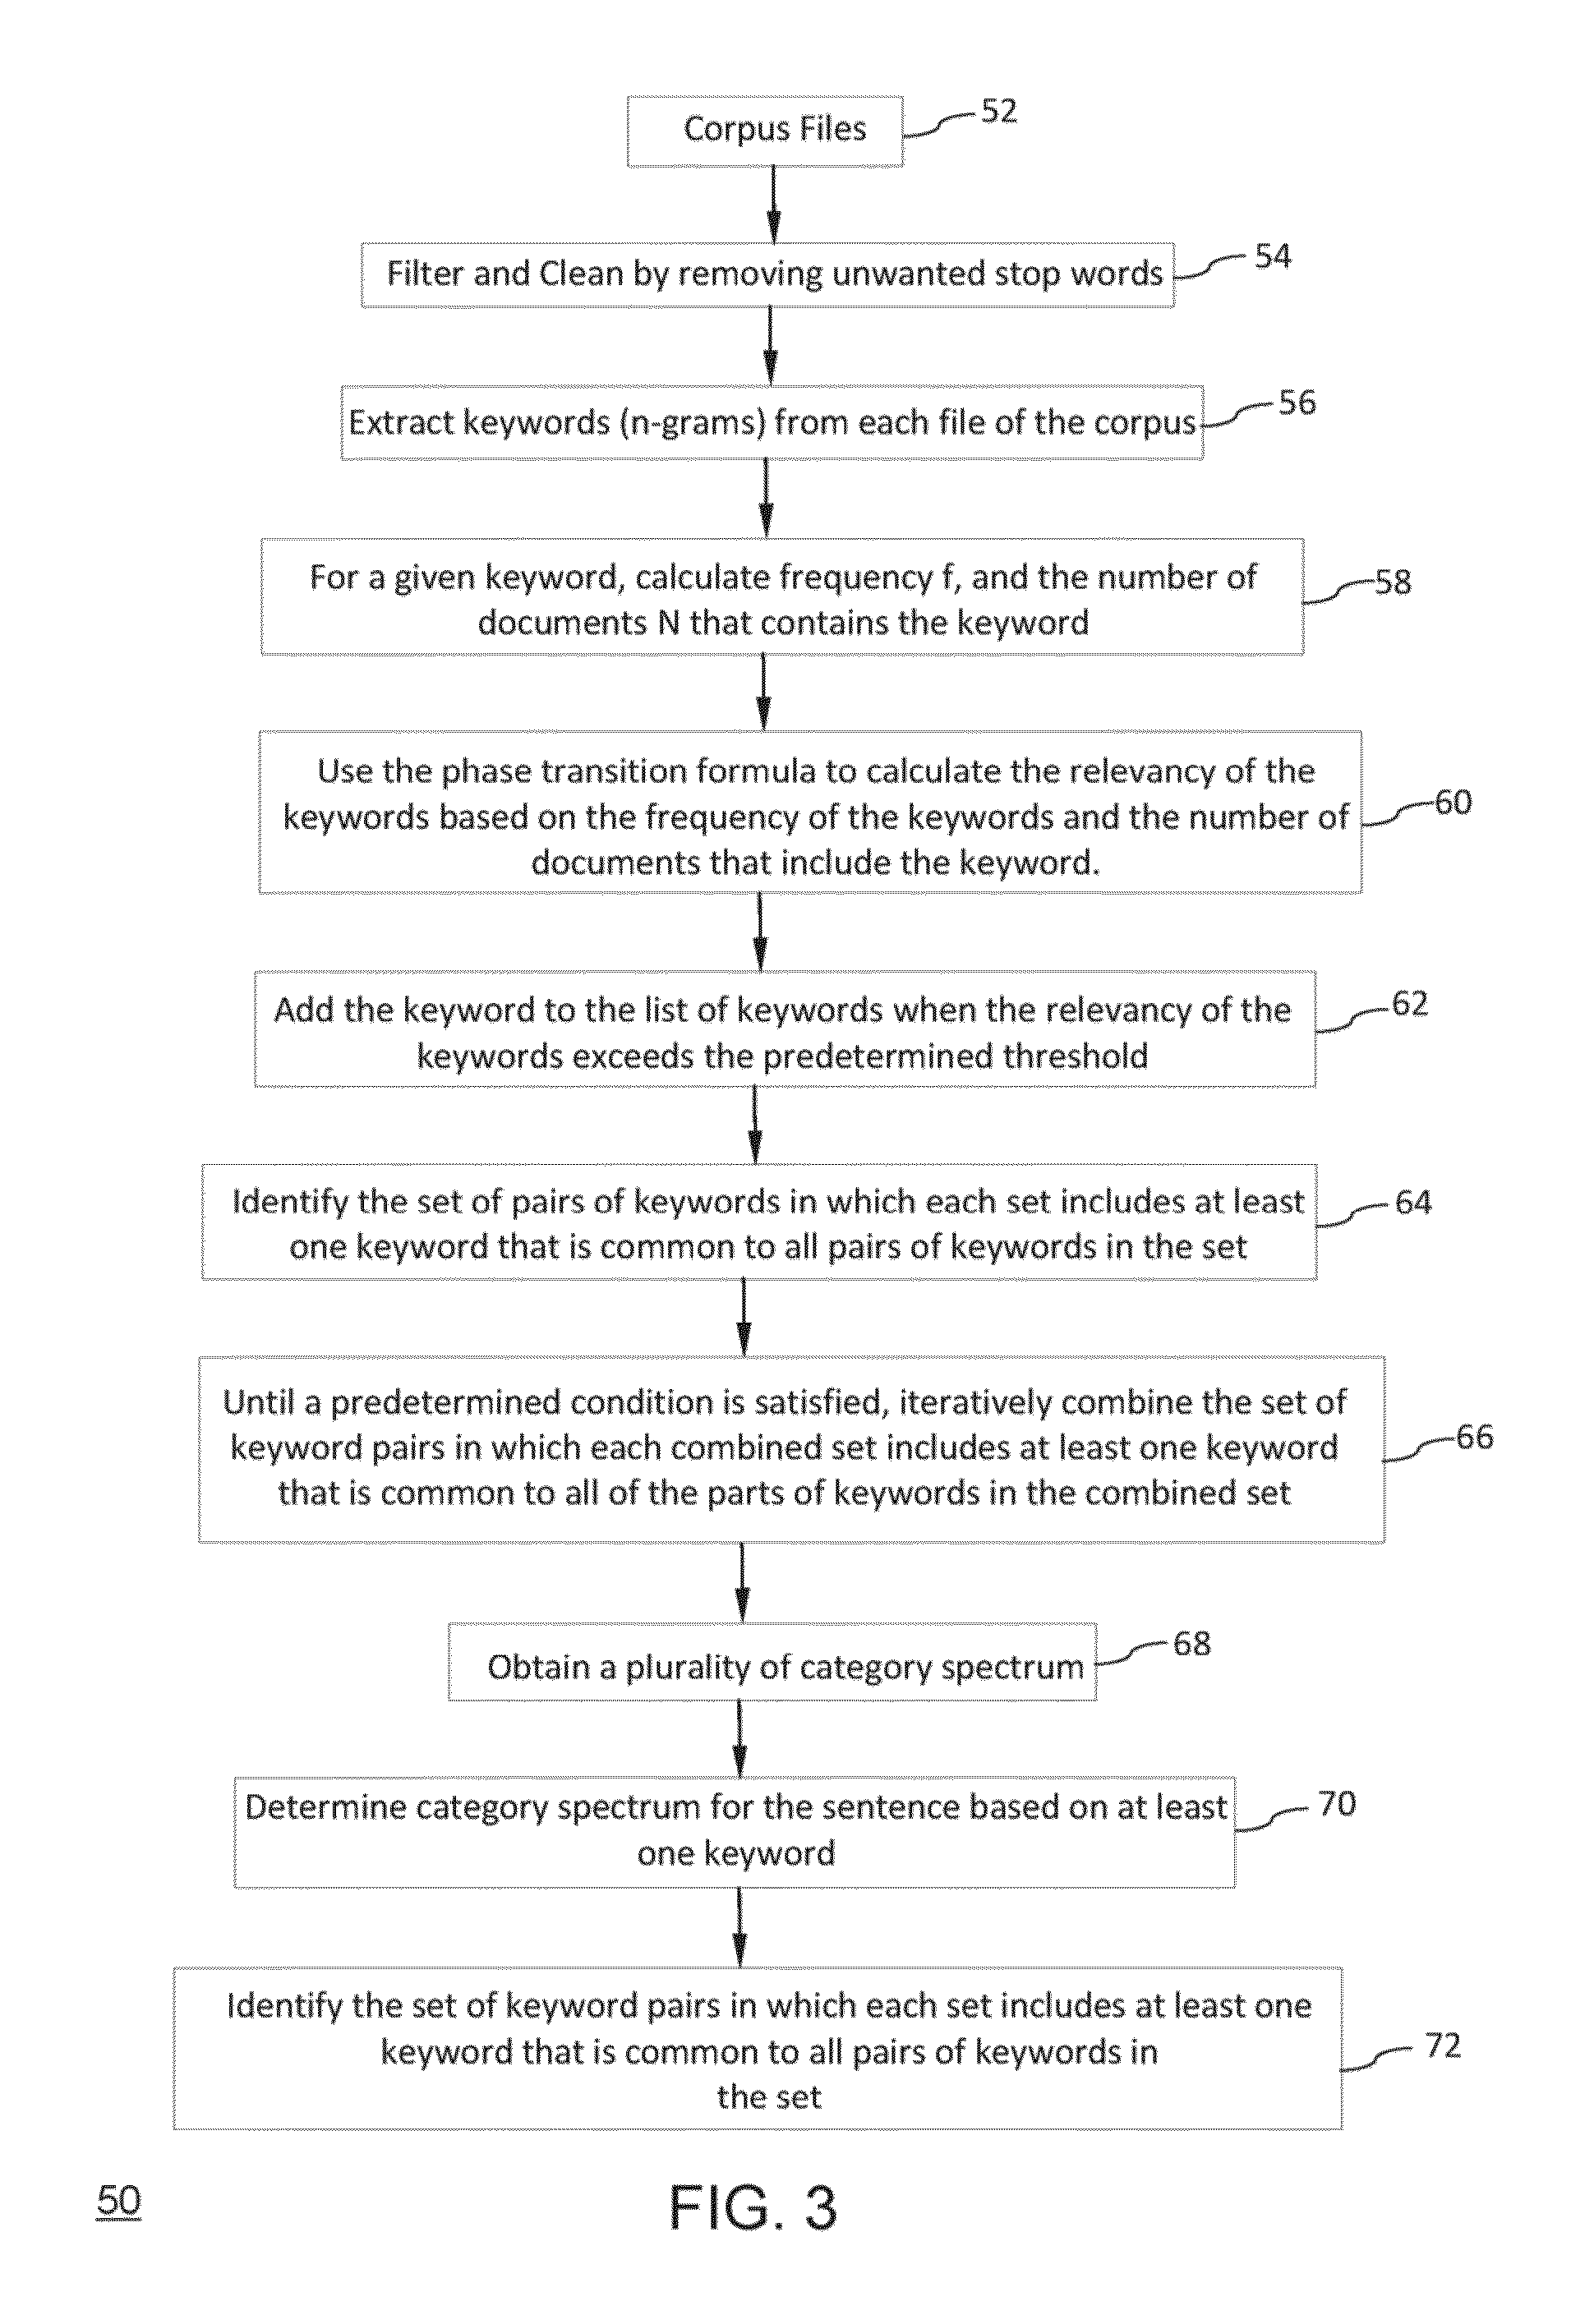 Corpus Files
52
Filter and Clean by removing unwanted stop words
54
Extract keywords (n-grams) from each file of the corpus
56
For a given keyword, calculate frequency f, and the number of
documents N that contains the keyword
58
Use the phase transition formula to calculate the relevancy of the
keywords based on the frequency of the keywords and the number of
documents that include the keyword.
60
Add the keyword to the list of keywords when the relevancy of the
keywords exceeds the predetermined threshold
62
Identify the set of pairs of keywords in which each set includes at least
one keyword that is common to all pairs of keywords in the set
64
Until a predetermined condition is satisfied, iteratively combine the set of
keyword pairs in which each combined set includes at least one keyword
that is common to all of the parts of keywords in the combined set
66
Obtain a plurality of category spectrum
68
Determine category spectrum for the sentence based on at least
one keyword
70
Identify the set of keyword pairs in which each set includes at least one
keyword that is common to all pairs of keywords in
the set
72
50
FIG. 3